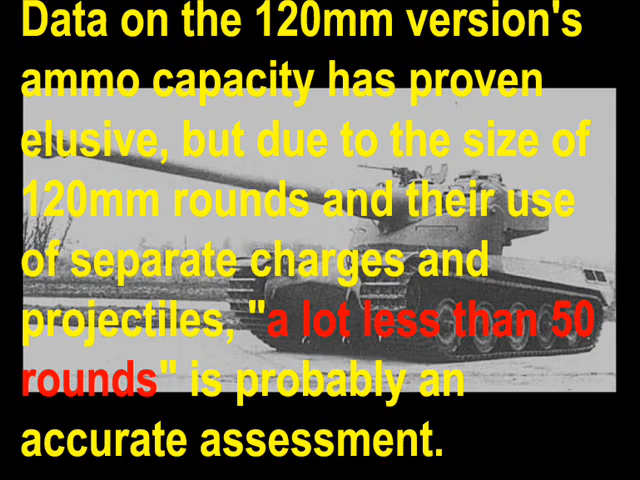 Data on the 120mm version's
ammo capacity has proven
elusive, but due to the size of
120mm rounds and their use
of separate charges and
projectiles, "a lot less than 50
rounds" is probably an
accurate assessment.